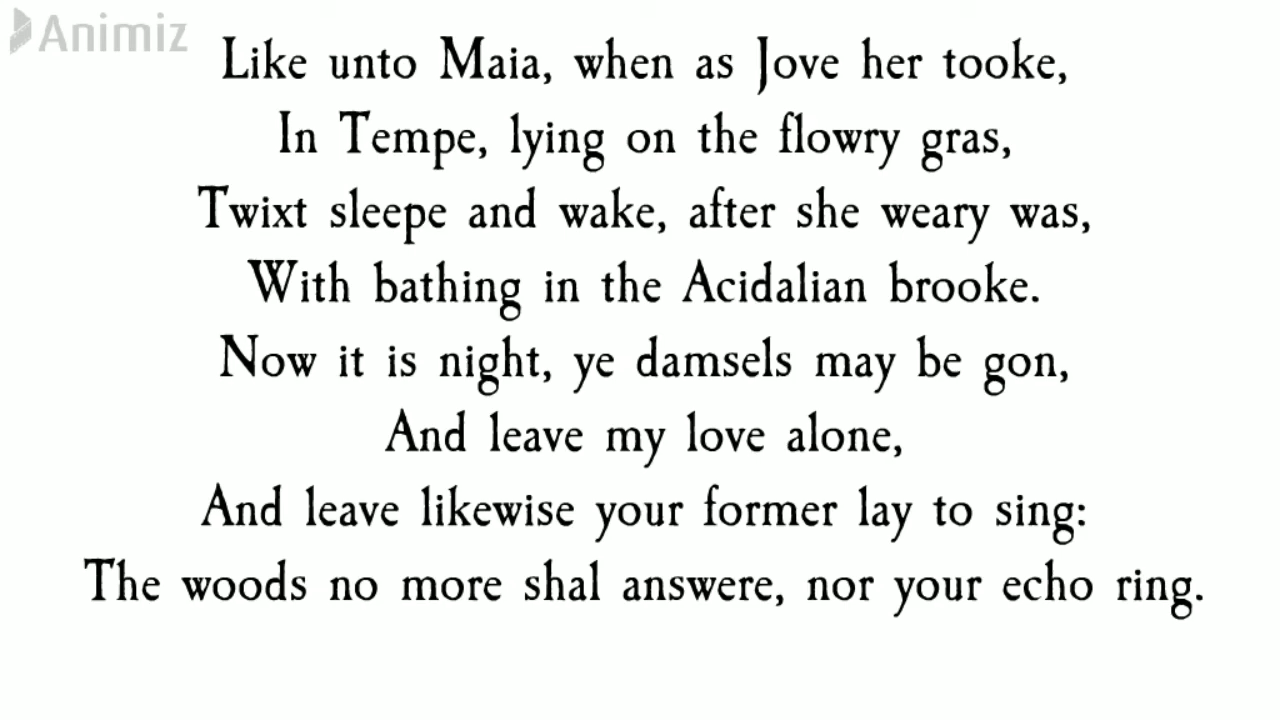 Animiz
Like unto Maia, when as Jove her tooke,
In Tempe, lying on the flowry gras,
Twixt sleepe and wake, after she weary was,
With bathing in the Acidalian brooke.
Now it is night, ye damsels may be gon,
And leave my love alone,
And leave likewise your former lay to sing:
The woods no more shal answere, nor your echo ring.